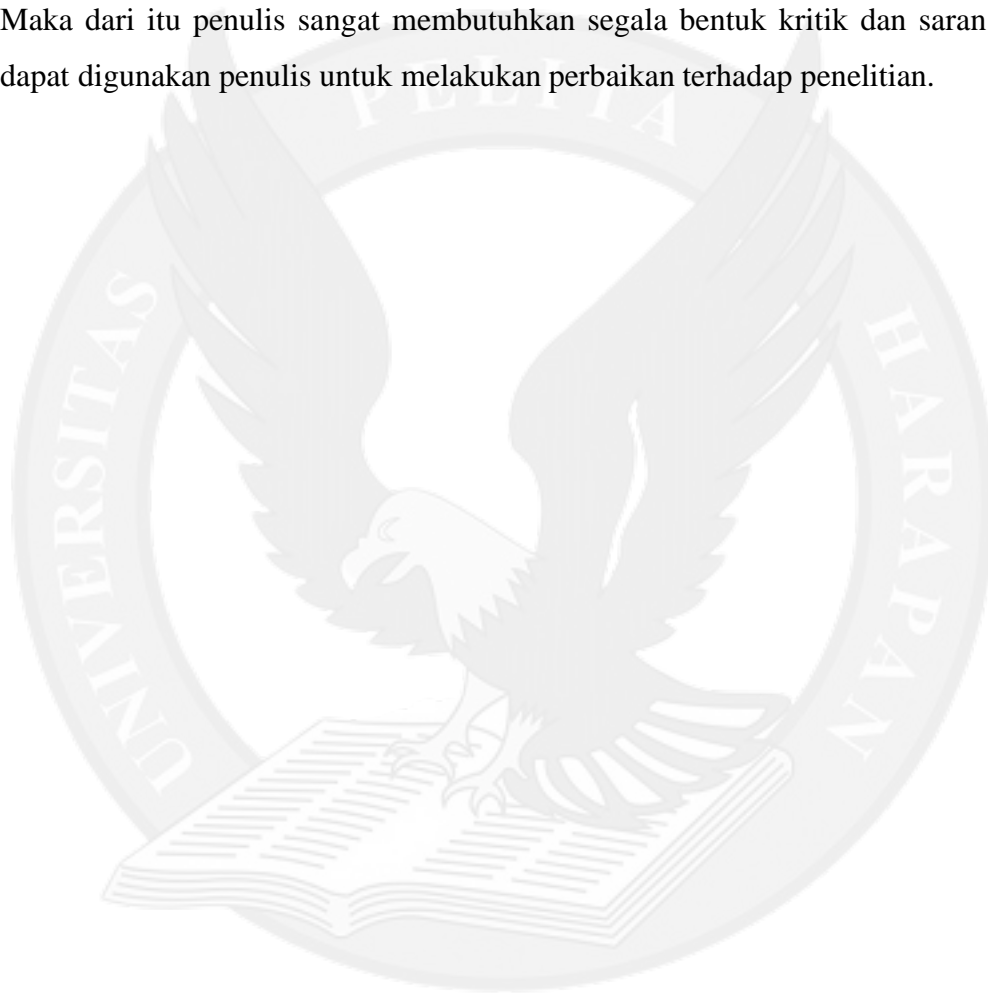 Maka dari itu penulis sangat membutuhkan segala bentuk kritik dan saran
dapat digunakan penulis untuk melakukan perbaikan terhadap penelitian.
UNIVERSITAS PELITA HARAPAN